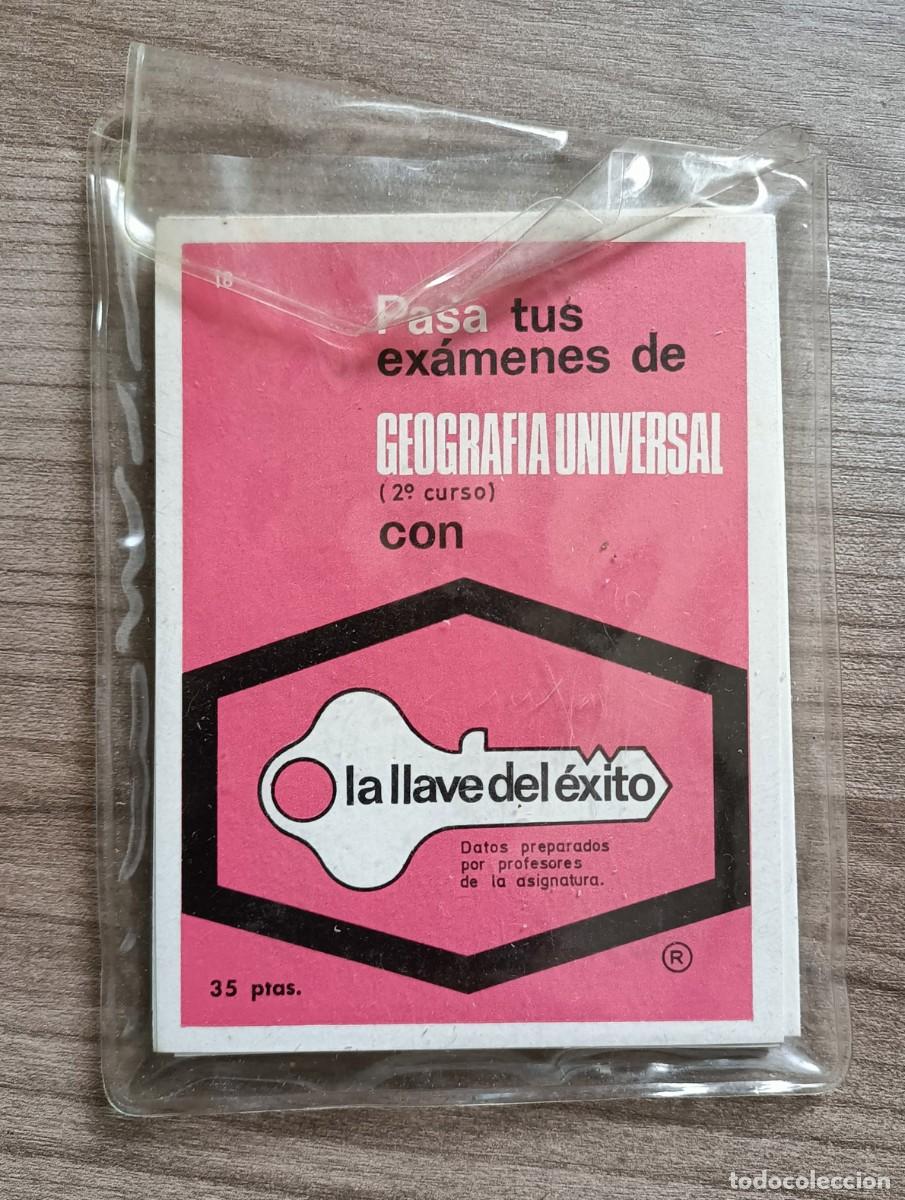 18
Pasa tus
exámenes de
GEOGRAFIA UNIVERSAL
(2º curso)
con
la llave del éxito
Datos preparados
por profesores
de la asignatura.
®
35 ptas.
todocoleccion